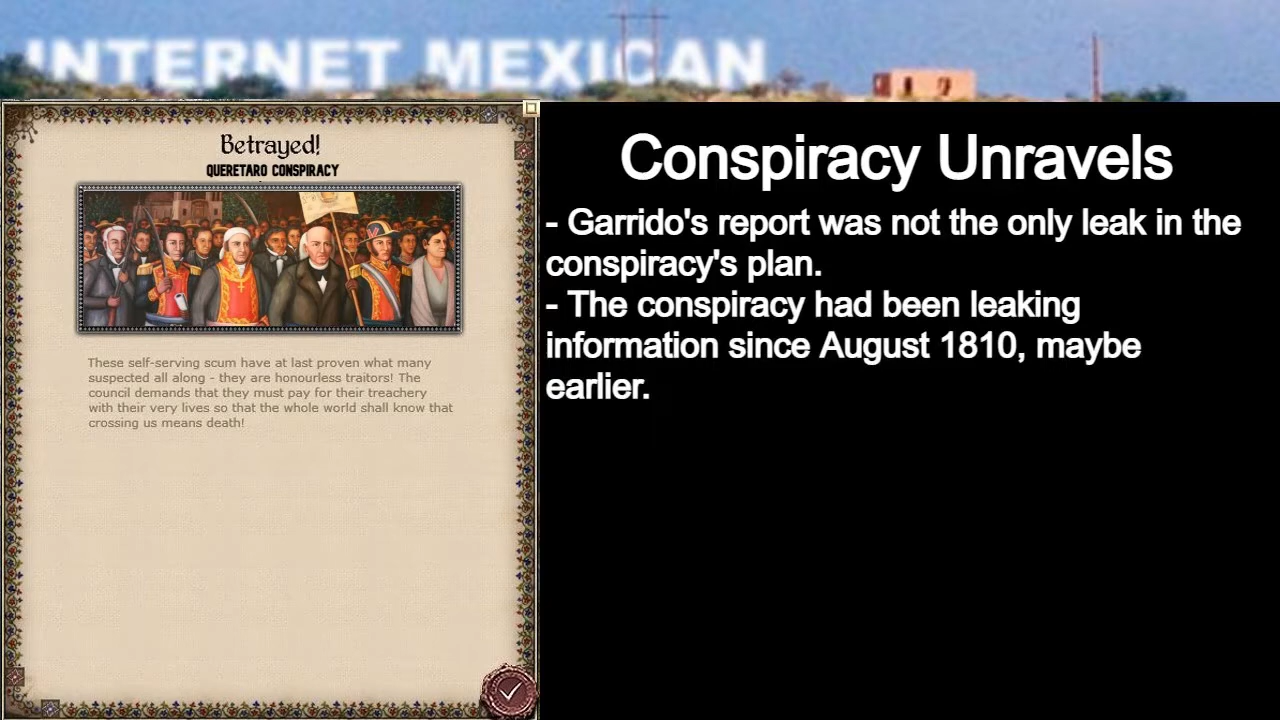 INTERNET MEXICAN
Betrayed!
QUERETARO CONSPIRACY
These self-serving scum have at last proven what many
suspected all along - they are honourless traitors! The
council demands that they must pay for their treachery
with their very lives so that the whole world shall know that
crossing us means death!
Conspiracy Unravels
- Garrido's report was not the only leak in the
conspiracy's plan.
- The conspiracy had been leaking
information since August 1810, maybe
earlier.